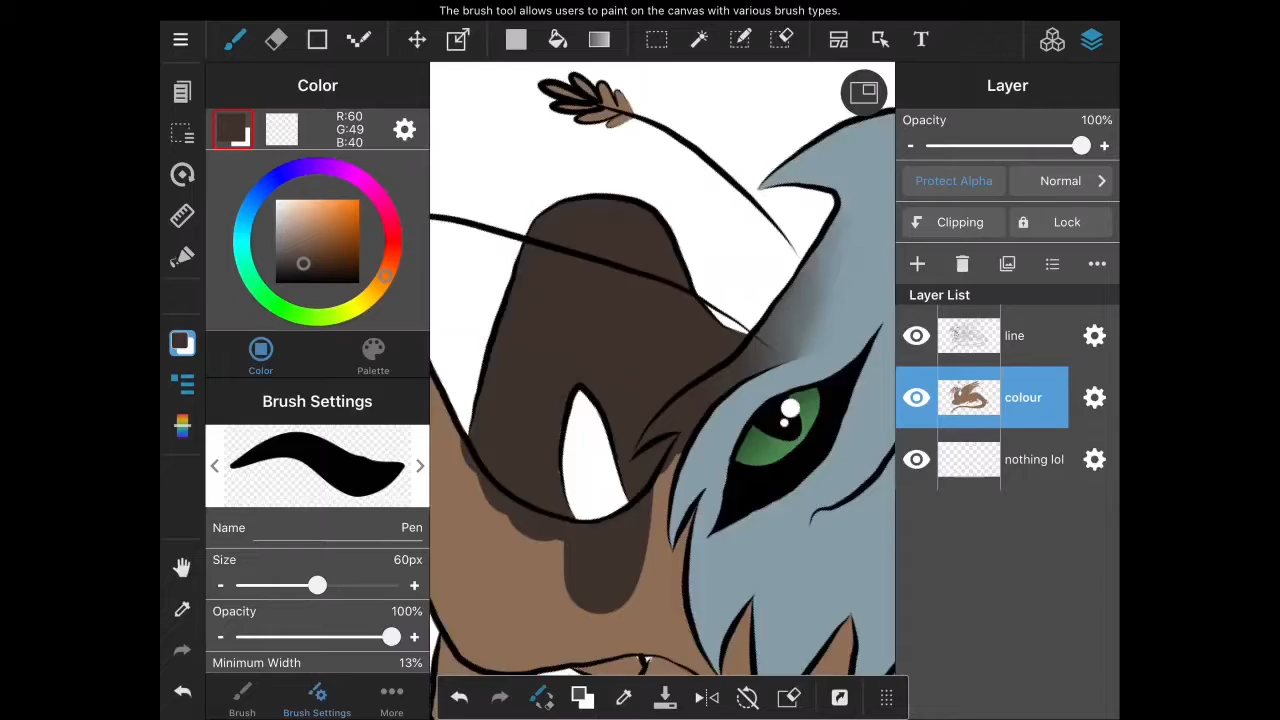 The brush tool allows users to paint on the canvas with various brush types.
T
Color
R:60
G:49
B:40
Color
Palette
Brush Settings
Name Pen
Size 60px
- +
Opacity 100%
- +
Minimum Width 13%
Brush
Brush Settings
More
Layer
Opacity 100%
- +
Protect Alpha
Normal
Clipping
Lock
Layer List
line
colour
nothing lol